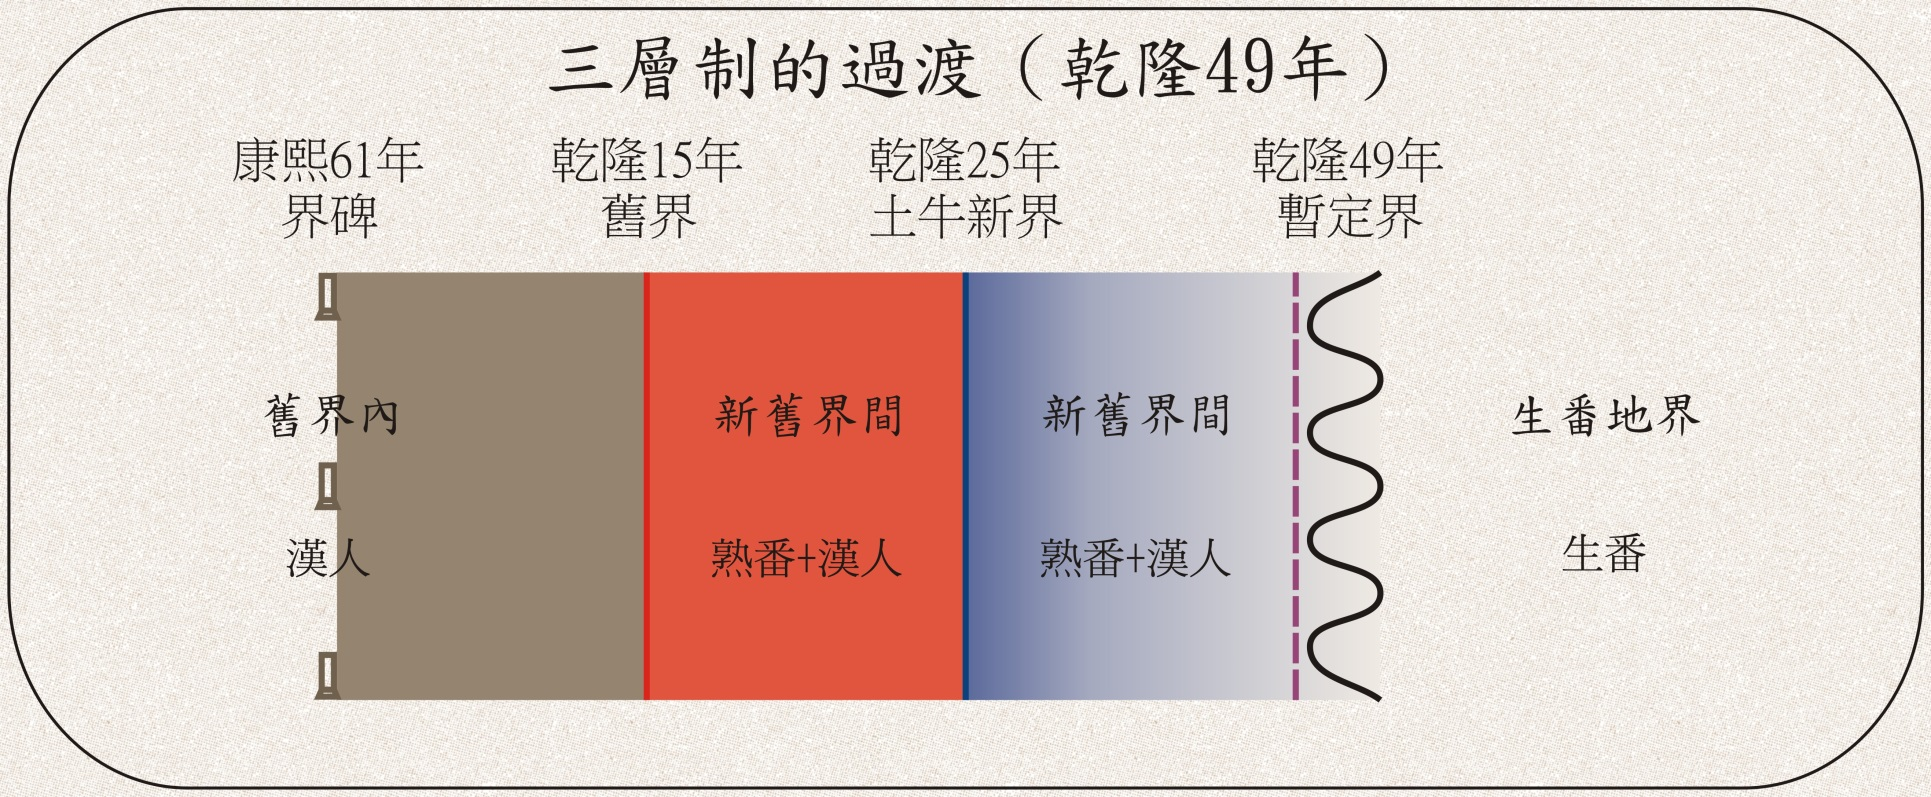 三層制的過渡（乾隆49年）
康熙61年
界碑
乾隆15年
舊界
乾隆25年
土牛新界
乾隆49年
暫定界
舊界內
新舊界間
新舊界間
生番地界
漢人
熟番+漢人
熟番+漢人
生番